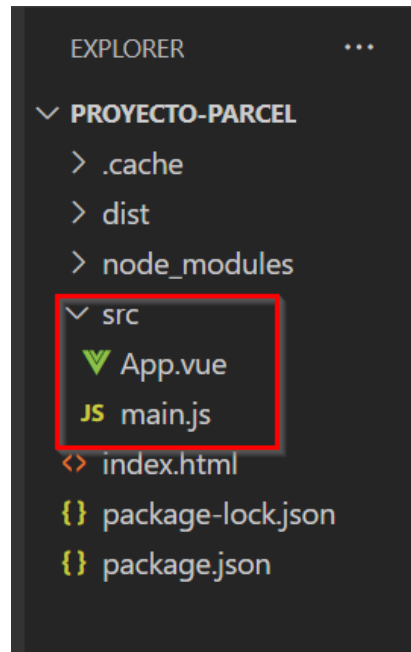 EXPLORER ...
PROYECTO-PARCEL
.cache
dist
node_modules
src
App.vue
JS main.js
<> index.html
{} package-lock.json
{} package.json